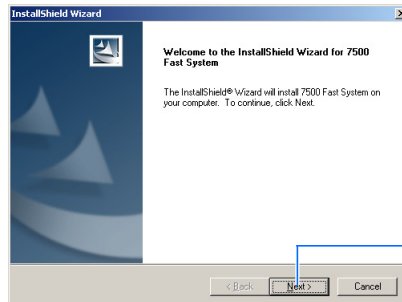 InstallShield Wizard
Welcome to the InstallShield Wizard for 7500
Fast System
The InstallShield® Wizard will install 7500 Fast System on
your computer. To continue, click Next.
< Back
Next >
Cancel